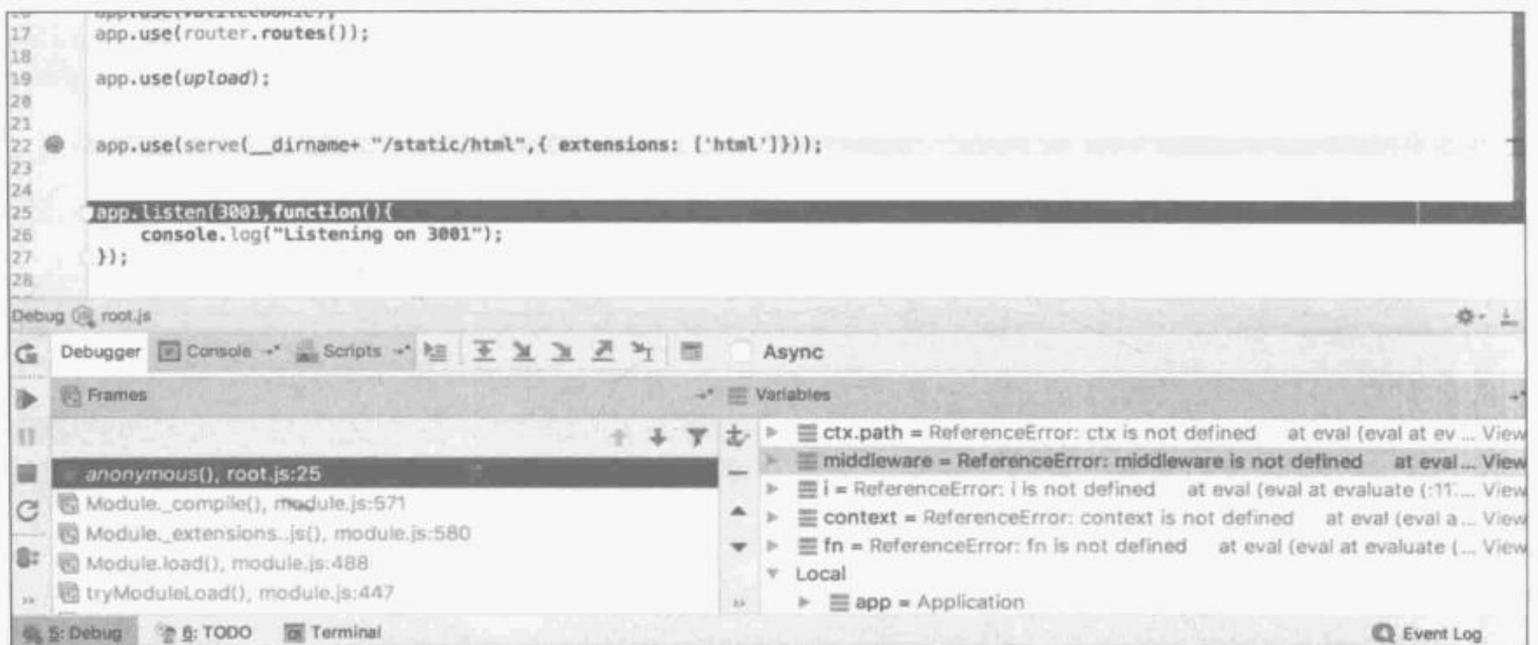 16 app.use(validCookie);
17 app.use(router.routes());
18
19 app.use(upload);
20
21
22 app.use(serve(__dirname+ "/static/html",{ extensions: ['html']}));
23
24
25 app.listen(3001,function(){
26 console.log("Listening on 3001");
27 });
28
Debug root.js
Debugger Console Scripts Async
Frames Variables
ctx.path = ReferenceError: ctx is not defined at eval (eval at ev ... View
anonymous(), root.js:25 middleware = ReferenceError: middleware is not defined at eval ... View
Module._compile(), module.js:571 i = ReferenceError: i is not defined at eval (eval at evaluate (:11... View
Module._extensions..js(), module.js:580 context = ReferenceError: context is not defined at eval (eval a ... View
Module.load(), module.js:488 fn = ReferenceError: fn is not defined at eval (eval at evaluate ( ... View
Local
tryModuleLoad(), module.js:447 app = Application
5: Debug 6: TODO Terminal Event Log